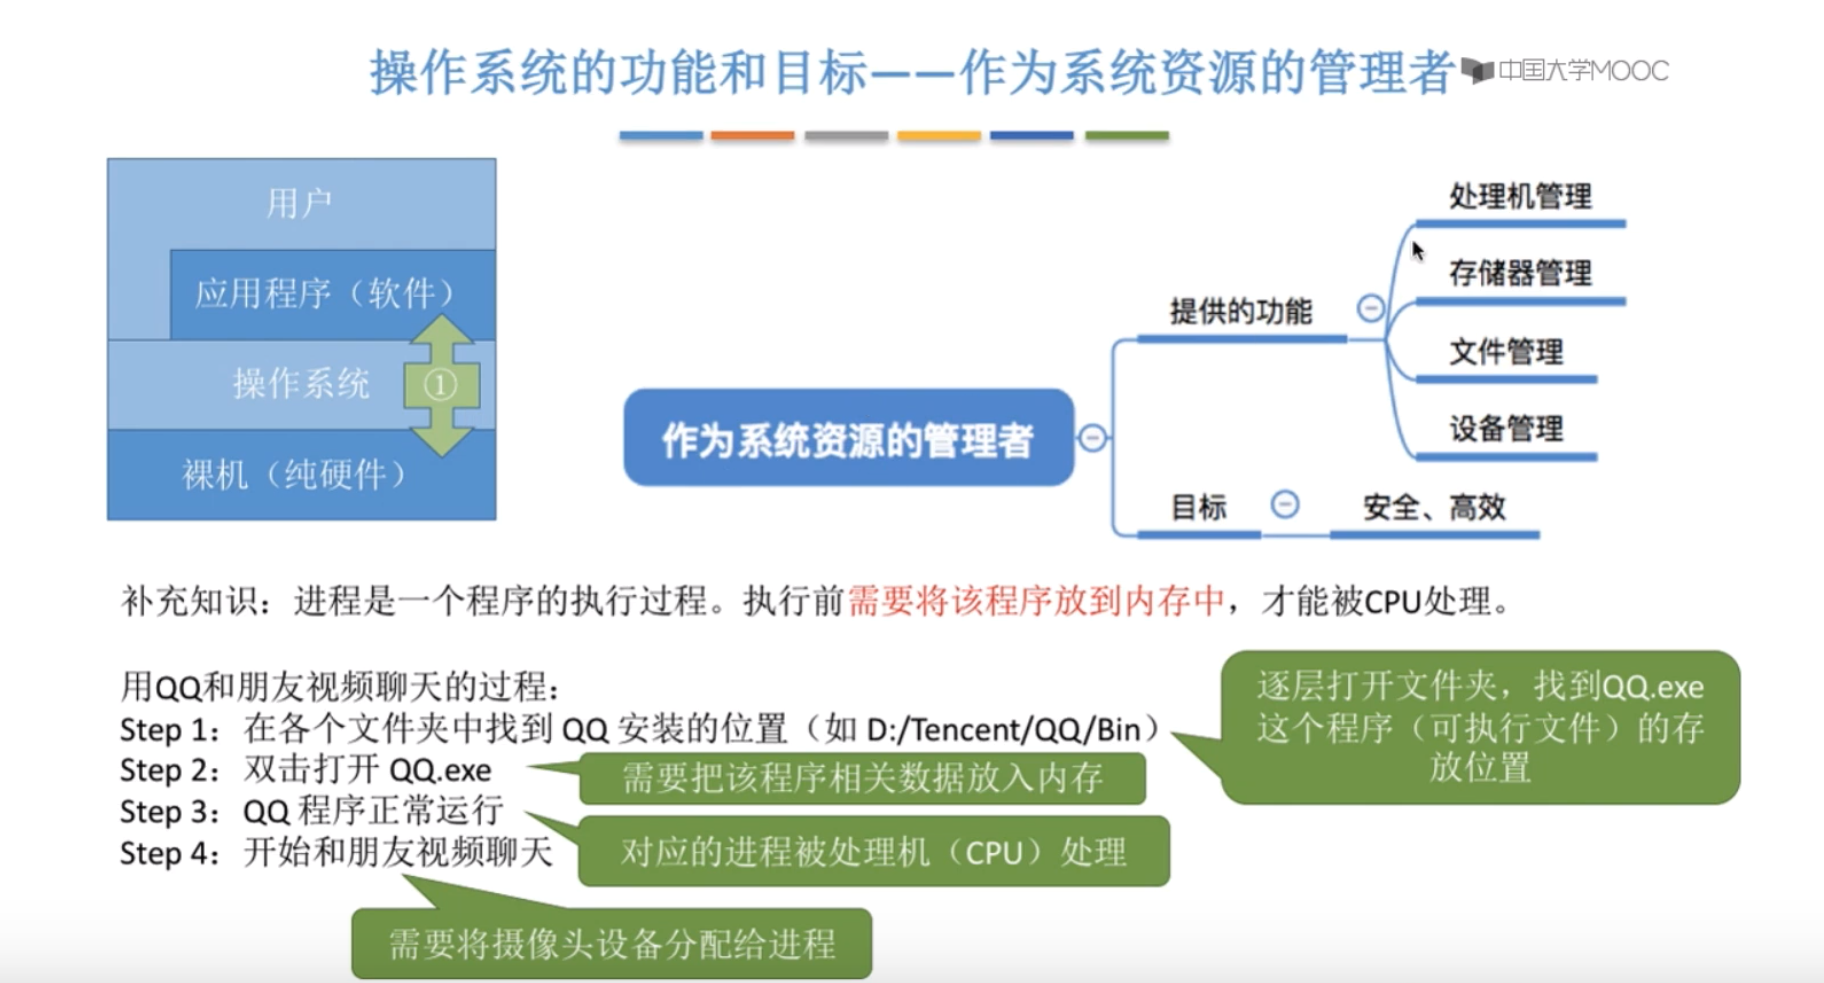 操作系统的功能和目标——作为系统资源的管理者
中国大学MOOC
用户
应用程序（软件）
操作系统
①
裸机（纯硬件）
作为系统资源的管理者
提供的功能
处理机管理
存储器管理
文件管理
设备管理
目标
安全、高效
补充知识：进程是一个程序的执行过程。执行前需要将该程序放到内存中，才能被CPU处理。
用QQ和朋友视频聊天的过程：
Step 1：在各个文件夹中找到 QQ 安装的位置（如 D:/Tencent/QQ/Bin）
逐层打开文件夹，找到QQ.exe
这个程序（可执行文件）的存
放位置
Step 2：双击打开 QQ.exe
需要把该程序相关数据放入内存
Step 3：QQ 程序正常运行
对应的进程被处理机（CPU）处理
Step 4：开始和朋友视频聊天
需要将摄像头设备分配给进程